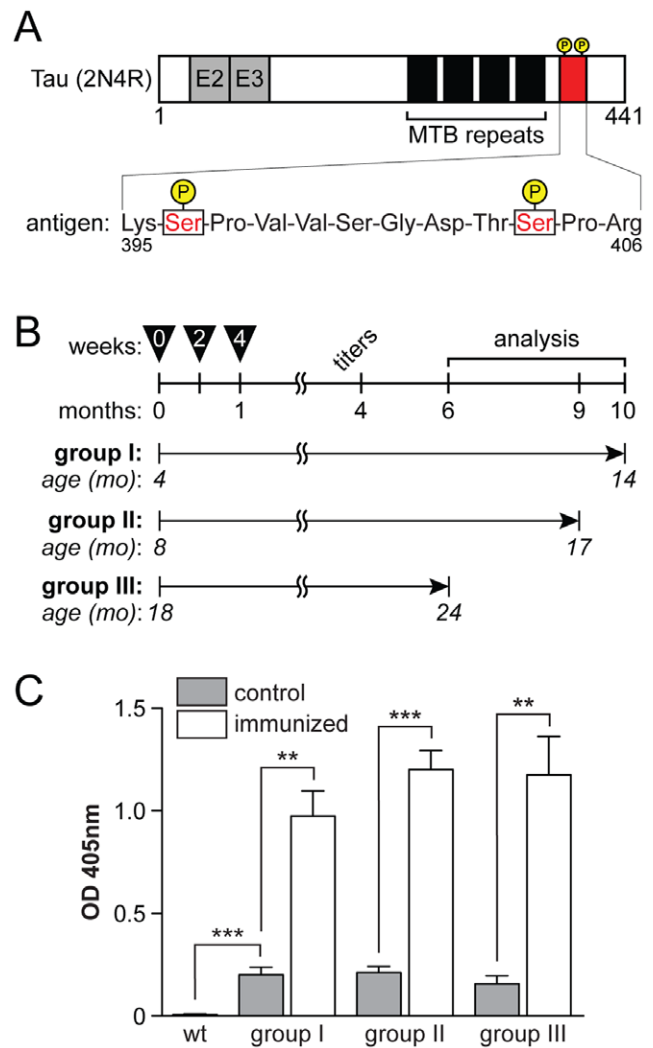 A
P P
Tau (2N4R) E2 E3
1 441
MTB repeats
P P
antigen: Lys-Ser-Pro-Val-Val-Ser-Gly-Asp-Thr-Ser-Pro-Arg
395 406
B
weeks: 0 2 4 titers analysis
months: 0 1 4 6 9 10
group I:
age (mo): 4 14
group II:
age (mo): 8 17
group III:
age (mo): 18 24
C
control
immunized
OD 405nm
1.5
1.0
0.5
0
*** ** *** **
wt group I group II group III